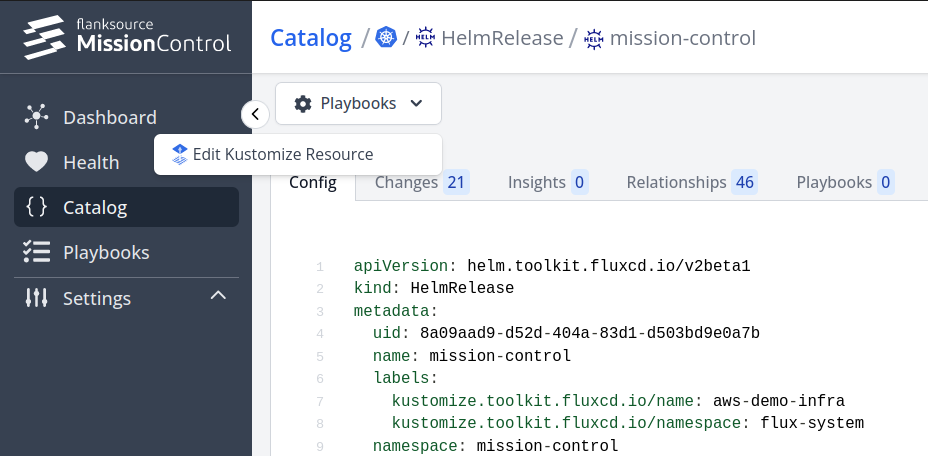 flanksource
MissionControl
Catalog / / HelmRelease / mission-control
Playbooks
Dashboard
Edit Kustomize Resource
Health
Config Changes 21 Insights 0 Relationships 46 Playbooks 0
Catalog
Playbooks
Settings
1 apiVersion: helm.toolkit.fluxcd.io/v2beta1
2 kind: HelmRelease
3 metadata:
4 uid: 8a09aad9-d52d-404a-83d1-d503bd9e0a7b
5 name: mission-control
6 labels:
7 kustomize.toolkit.fluxcd.io/name: aws-demo-infra
8 kustomize.toolkit.fluxcd.io/namespace: flux-system
9 namespace: mission-control